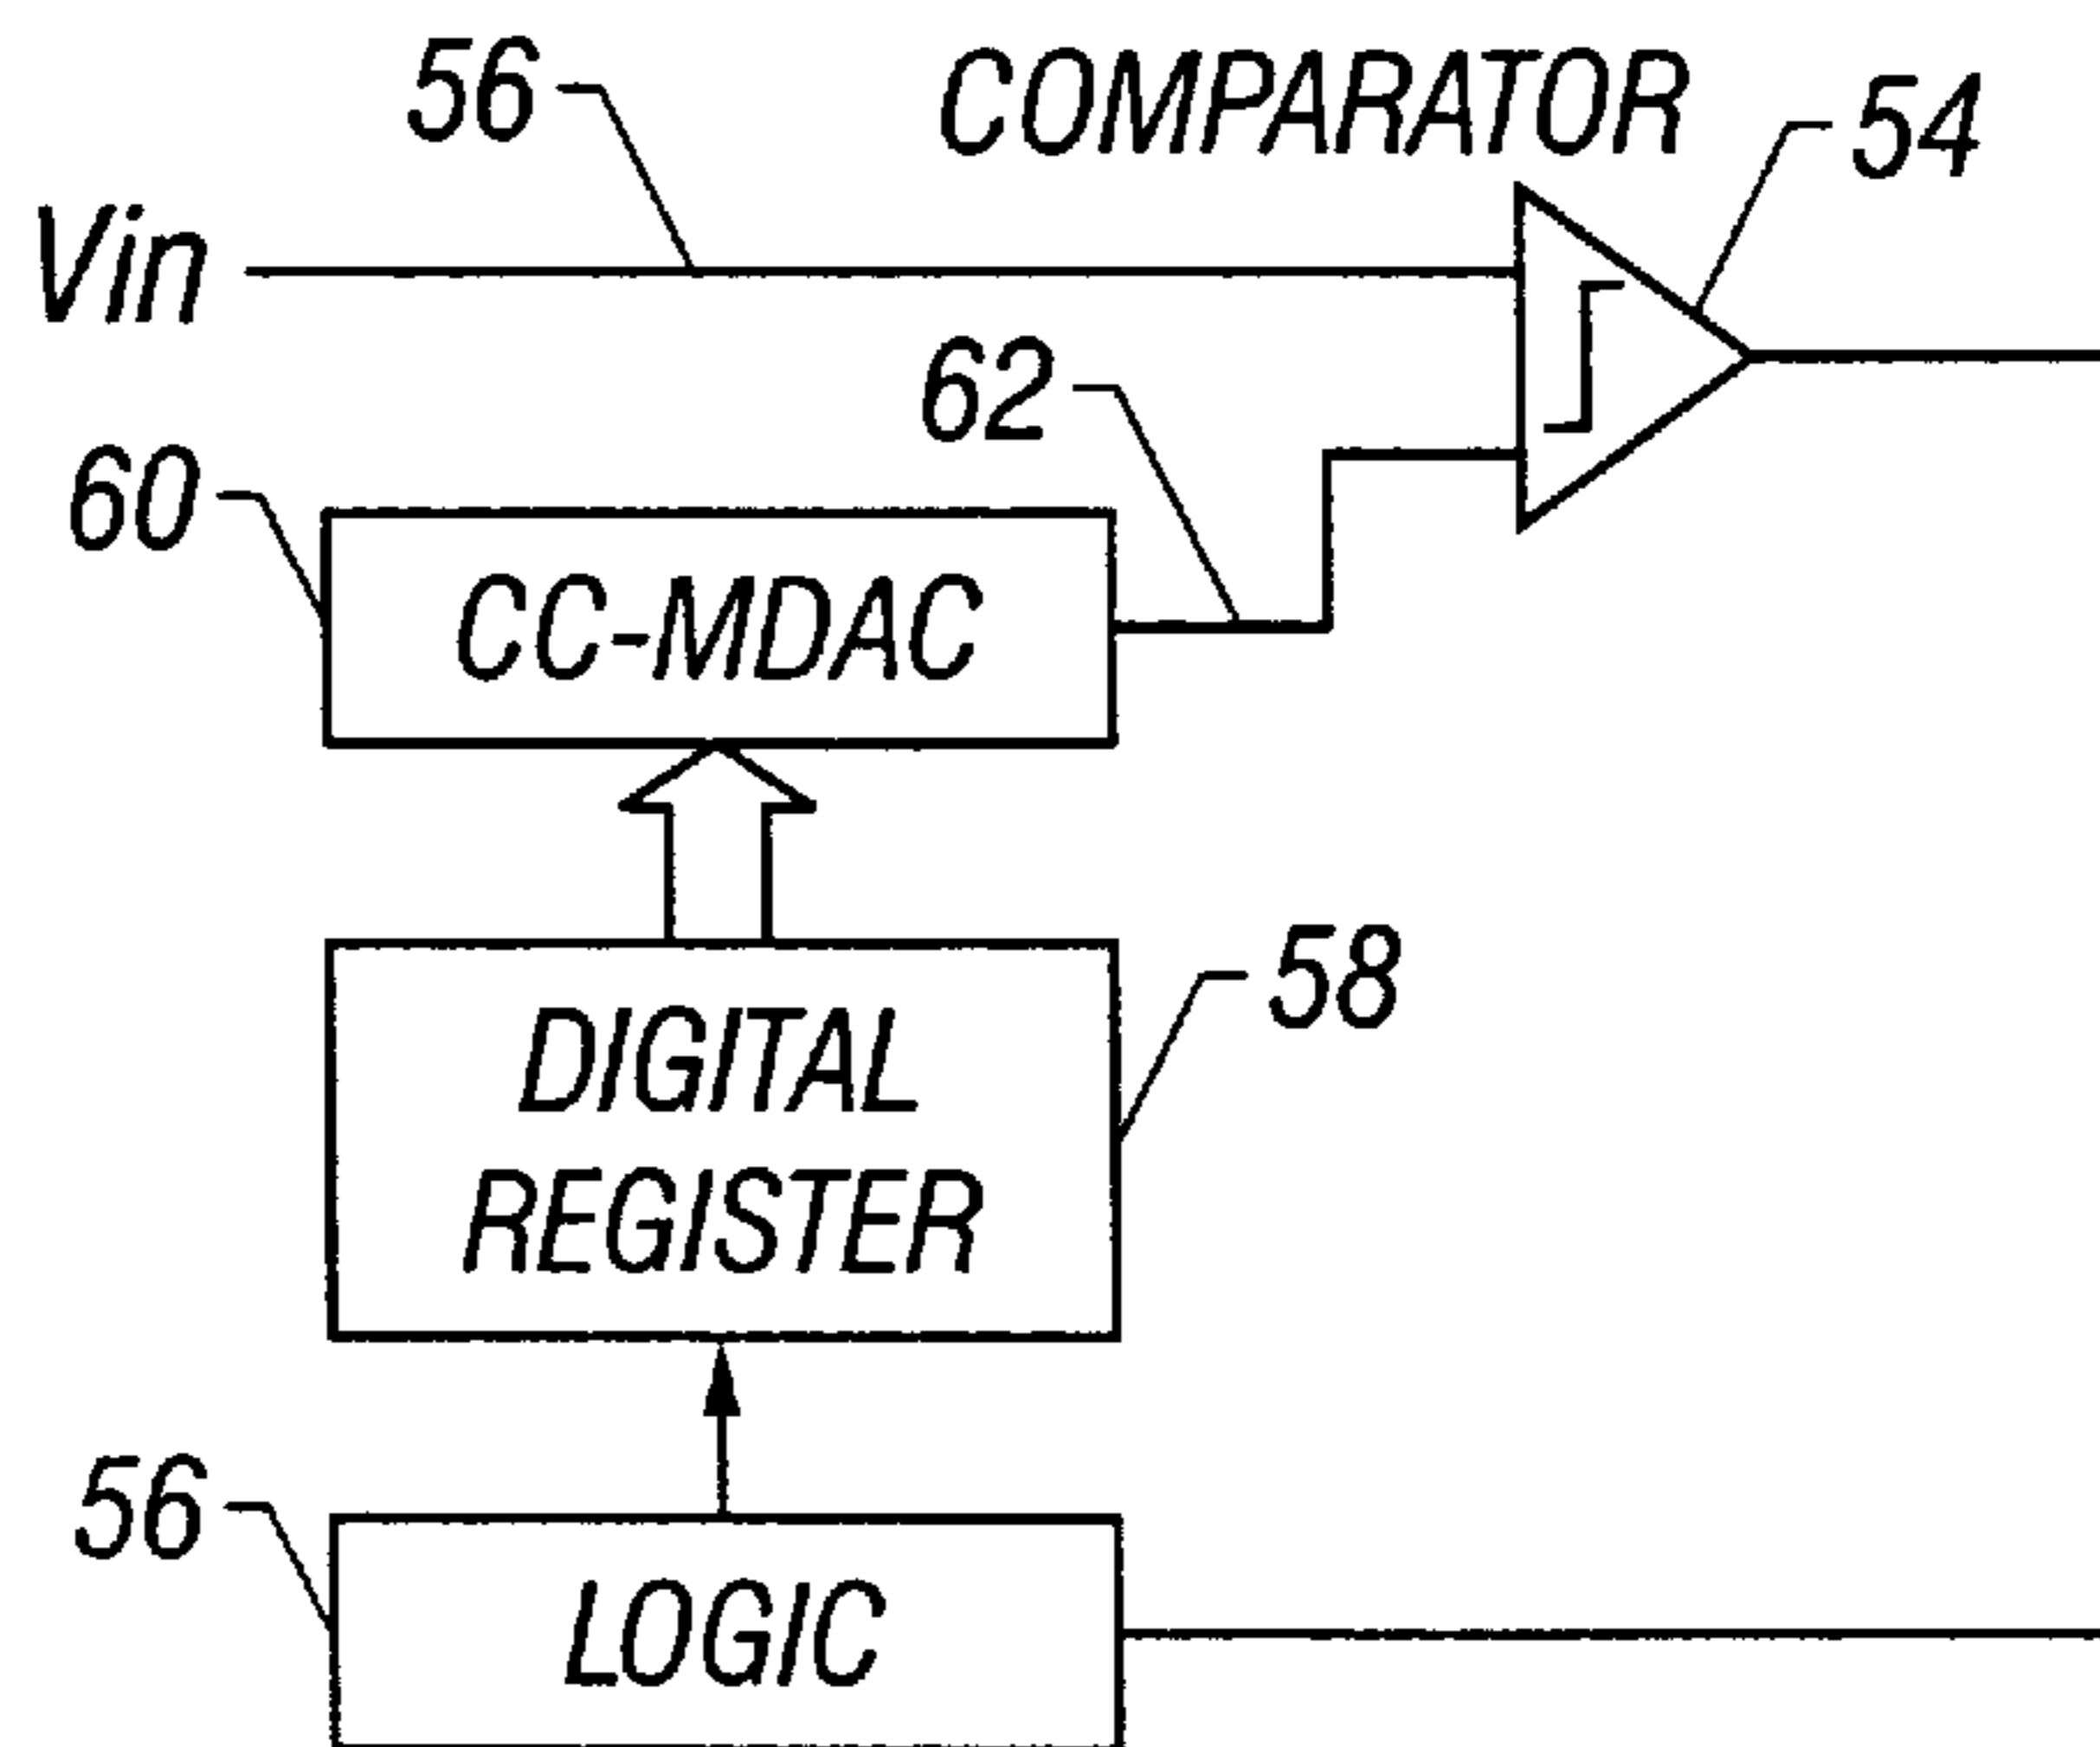 56
COMPARATOR
54
Vin
62
60
CC-MDAC
58
DIGITAL
REGISTER
56
LOGIC